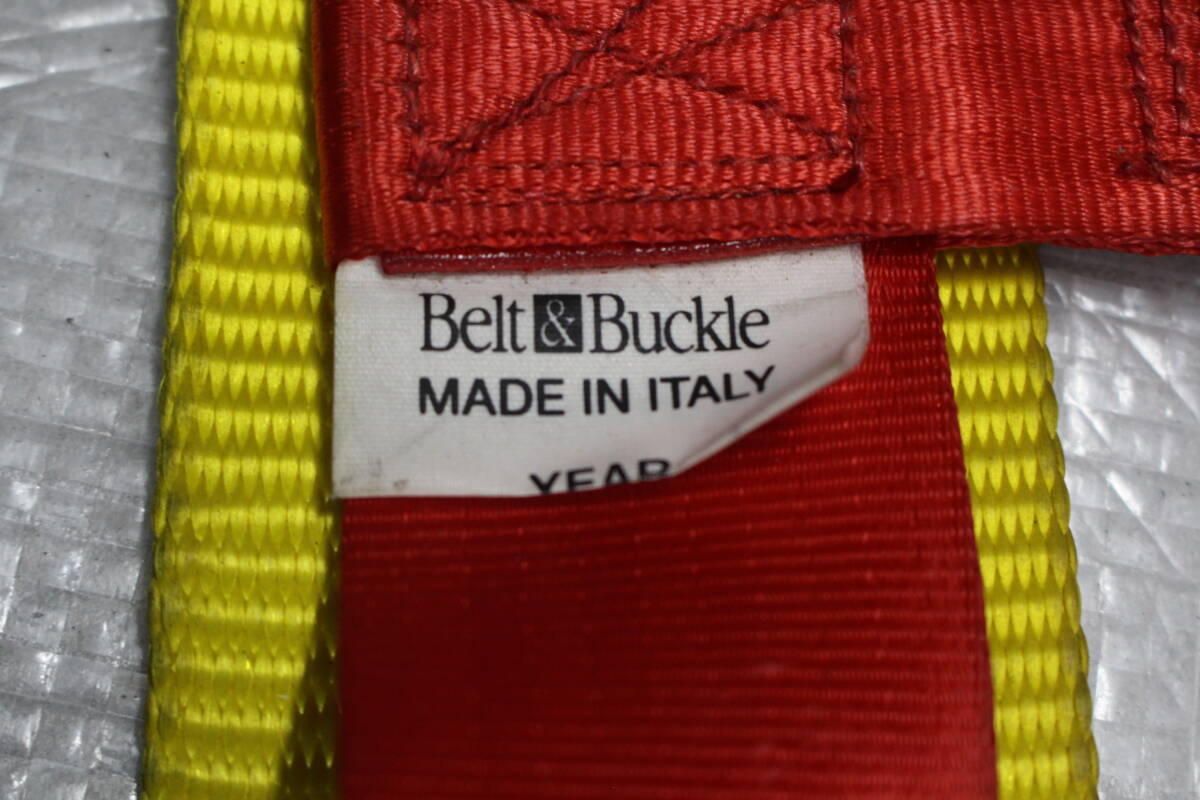 Belt & Buckle
MADE IN ITALY
YEAR